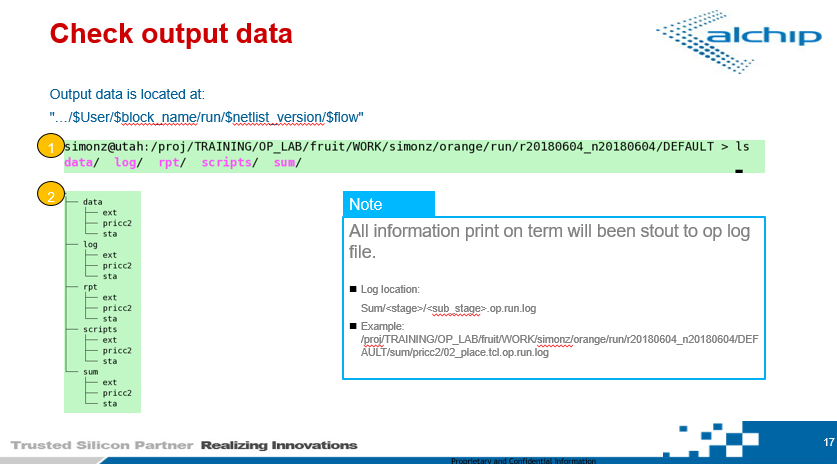 Check output data
alchip
Output data is located at:
"…/$User/$block_name/run/$netlist_version/$flow"
1
simonz@utah:/proj/TRAINING/OP_LAB/fruit/WORK/simonz/orange/run/r20180604_n20180604/DEFAULT > ls
data/ log/ rpt/ scripts/ sum/
2
data
ext
pricc2
sta
log
ext
pricc2
sta
rpt
ext
pricc2
sta
scripts
ext
pricc2
sta
sum
ext
pricc2
sta
Note
All information print on term will been stout to op log
file.
Log location:
Sum/<stage>/<sub_stage>.op.run.log
Example:
/proj/TRAINING/OP_LAB/fruit/WORK/simonz/orange/run/r20180604_n20180604/DEF
AULT/sum/pricc2/02_place.tcl.op.run.log
Trusted Silicon Partner Realizing Innovations
17
Proprietary and Confidential Information